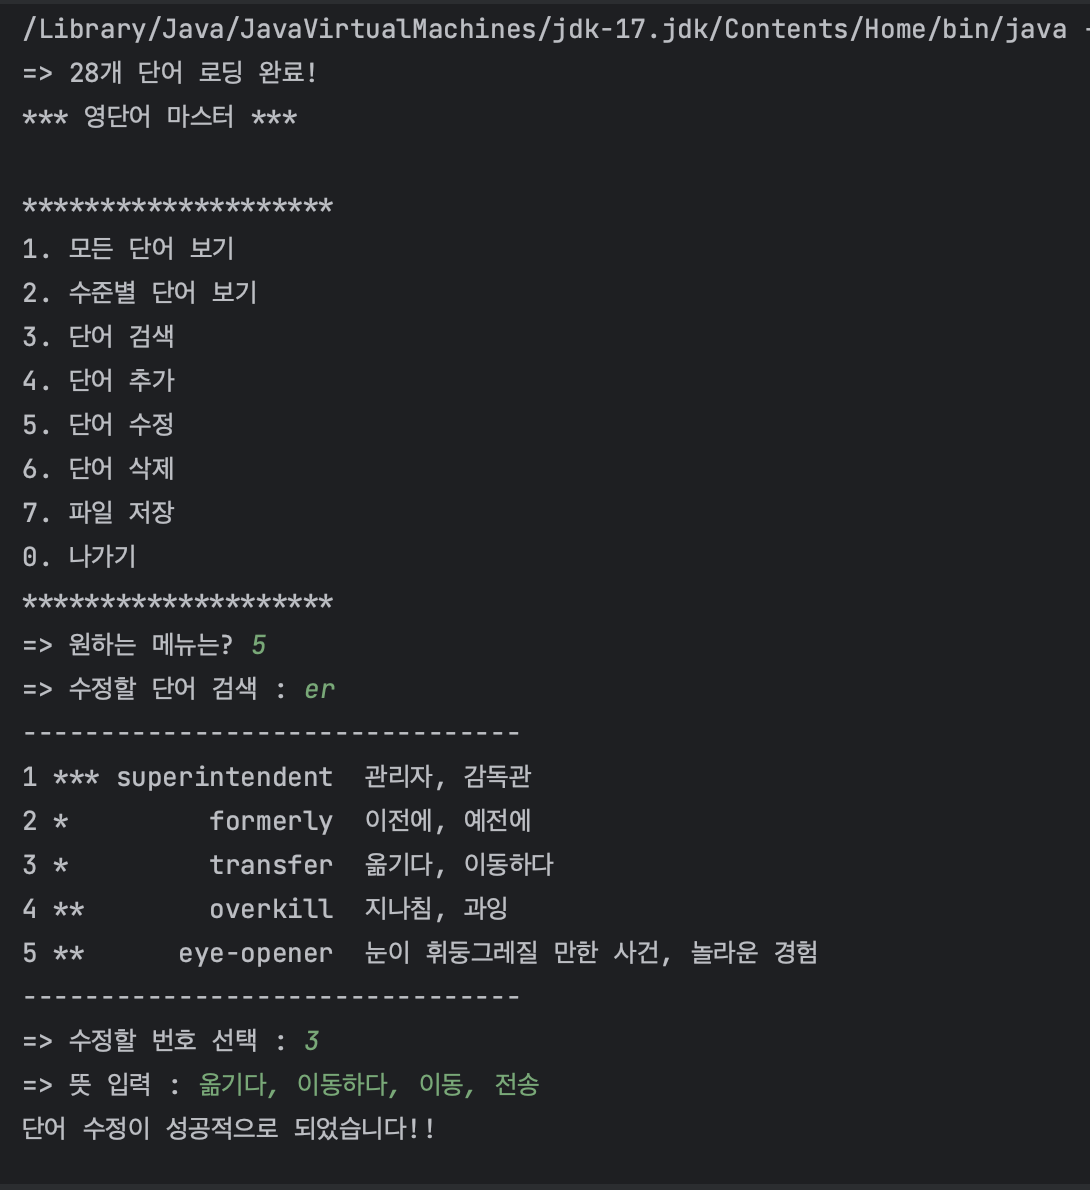 /Library/Java/JavaVirtualMachines/jdk-17.jdk/Contents/Home/bin/java -
=> 28개 단어 로딩 완료!
*** 영단어 마스터 ***
********************
1. 모든 단어 보기
2. 수준별 단어 보기
3. 단어 검색
4. 단어 추가
5. 단어 수정
6. 단어 삭제
7. 파일 저장
0. 나가기
********************
=> 원하는 메뉴는? 5
=> 수정할 단어 검색 : er
--------------------------------
1 *** superintendent  관리자, 감독관
2 *         formerly  이전에, 예전에
3 *         transfer  옮기다, 이동하다
4 **        overkill  지나침, 과잉
5 **      eye-opener  눈이 휘둥그레질 만한 사건, 놀라운 경험
--------------------------------
=> 수정할 번호 선택 : 3
=> 뜻 입력 : 옮기다, 이동하다, 이동, 전송
단어 수정이 성공적으로 되었습니다!!